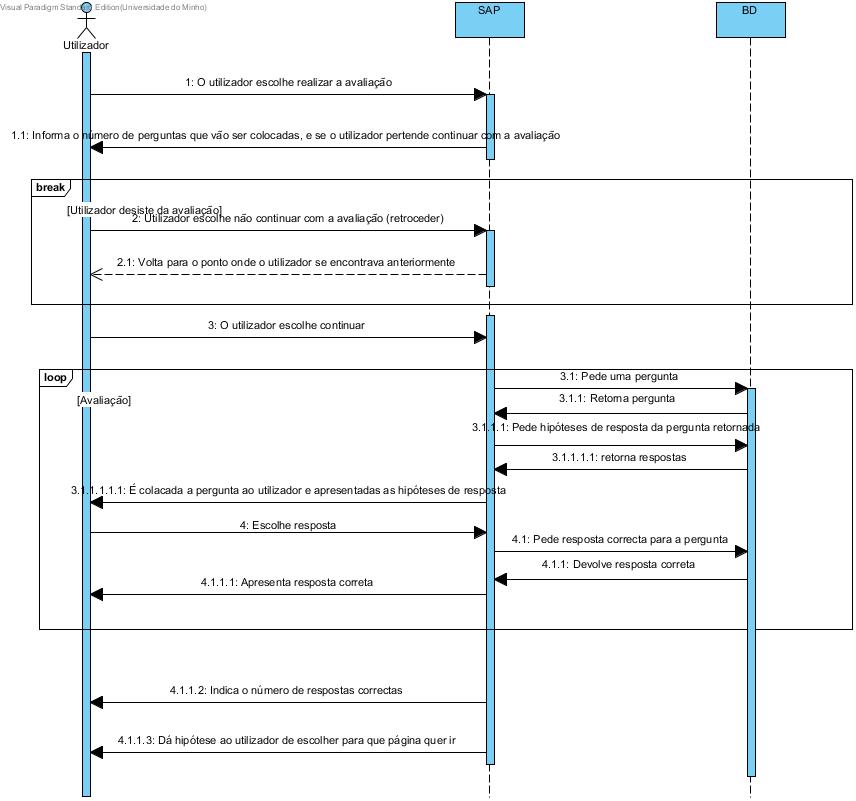 Visual Paradigm Standard Edition(Universidade do Minho)
SAP
BD
Utilizador
1: O utilizador escolhe realizar a avaliação
1.1: Informa o número de perguntas que vão ser colocadas, e se o utilizador pertende continuar com a avaliação
break
[Utilizador desiste da avaliação]
2: Utilizador escolhe não continuar com a avaliação (retroceder)
2.1: Volta para o ponto onde o utilizador se encontrava anteriormente
3: O utilizador escolhe continuar
loop
3.1: Pede uma pergunta
[Avaliação]
3.1.1: Retorna pergunta
3.1.1.1: Pede hipóteses de resposta da pergunta retornada
3.1.1.1.1: retorna respostas
3.1.1.1.1.1: É colacada a pergunta ao utilizador e apresentadas as hipóteses de resposta
4: Escolhe resposta
4.1: Pede resposta correcta para a pergunta
4.1.1: Devolve resposta correta
4.1.1.1: Apresenta resposta correta
4.1.1.2: Indica o número de respostas correctas
4.1.1.3: Dá hipótese ao utilizador de escolher para que página quer ir